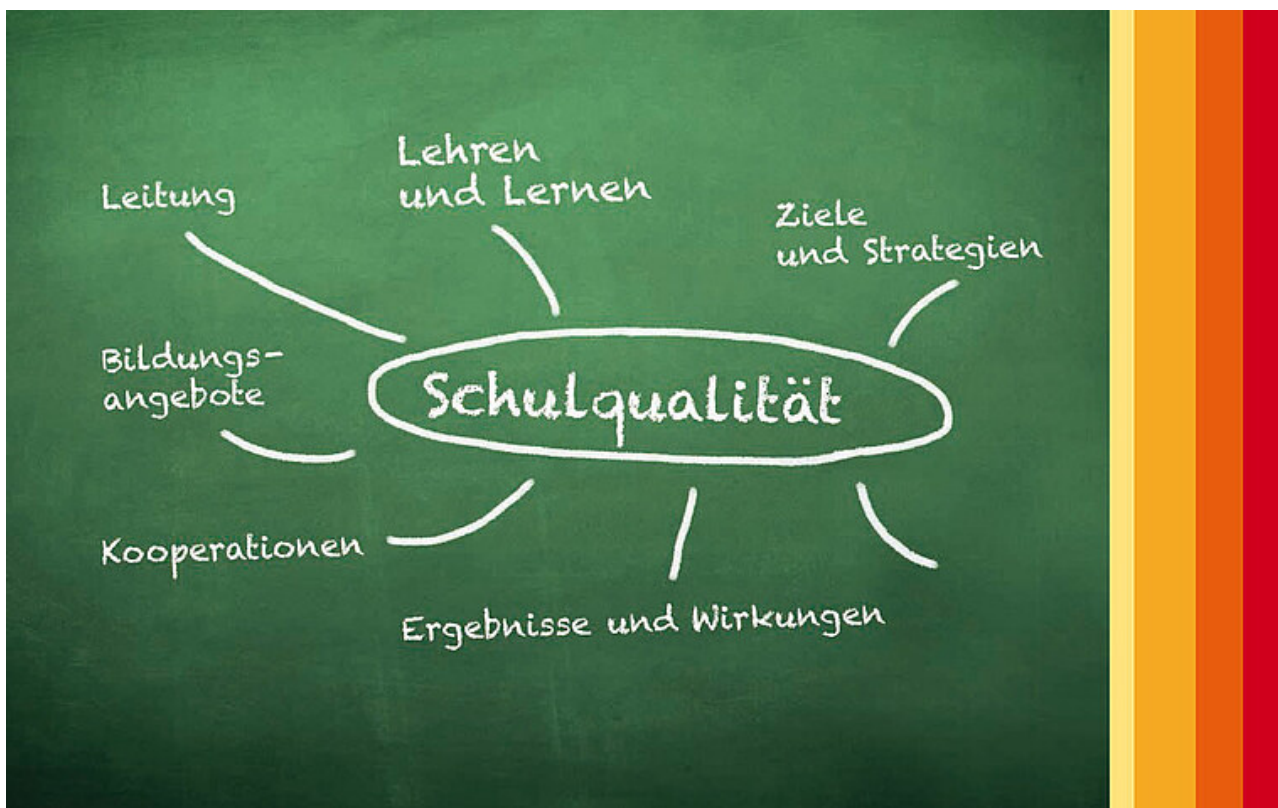 Lehren
und Lernen
Leitung
Ziele
und Strategien
Bildungs-
angebote
Schulqualität
Kooperationen
Ergebnisse und Wirkungen